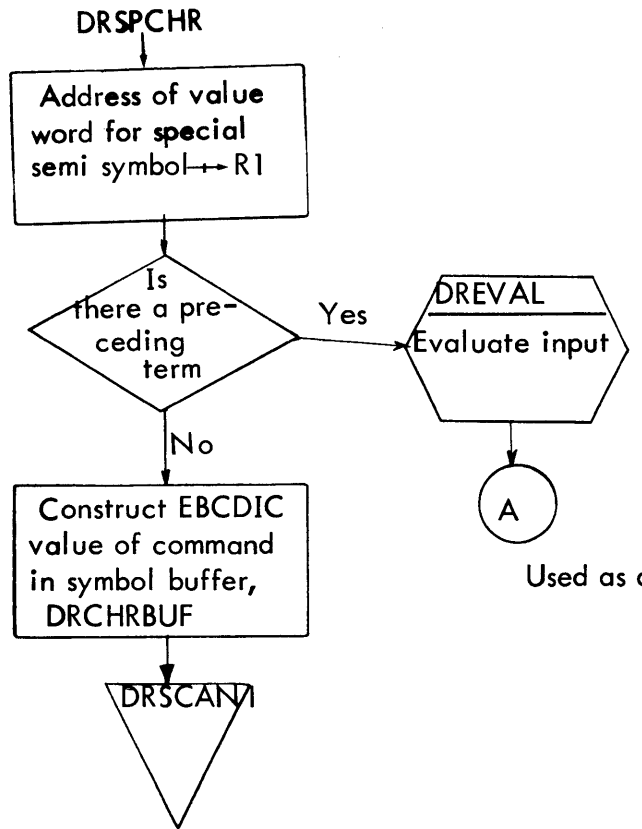 DRSPCHR
Address of value
word for special
semi symbol→ R1
Is
there a pre-
ceding
term
Yes
DREVAL
Evaluate input
No
A
Construct EBCDIC
value of command
in symbol buffer,
DRCHRBUF
Used as
DRSCAN1